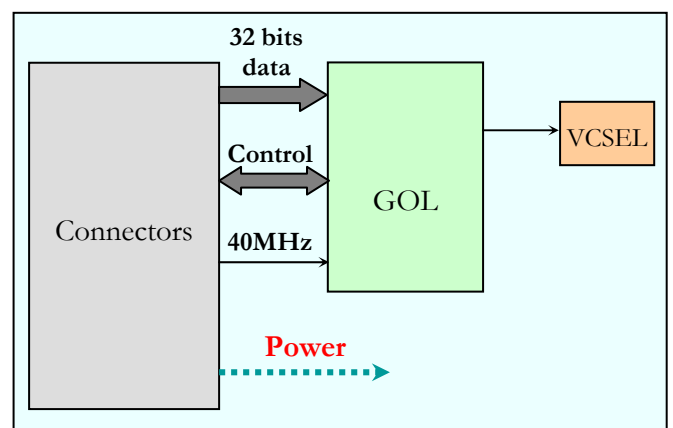 32 bits
data
Control
Connectors
40MHz
Power
GOL
VCSEL